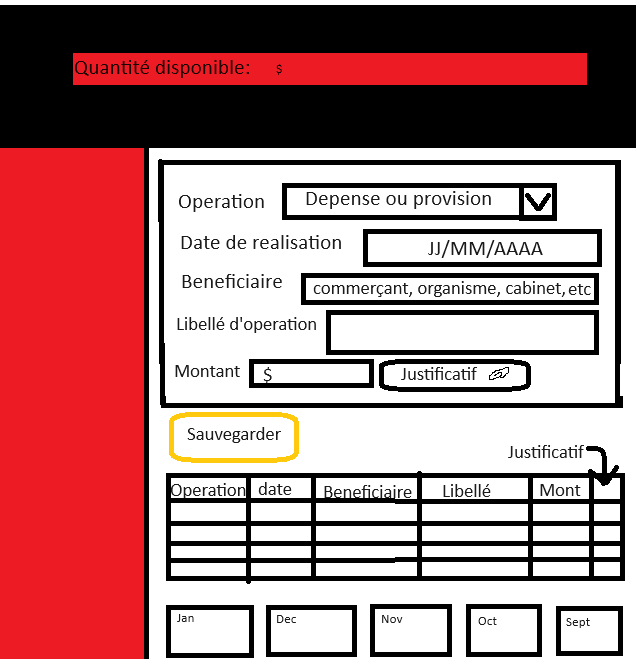 Quantité disponible: $
Operation Depense ou provision
Date de realisation JJ/MM/AAAA
Beneficiaire commerçant, organisme, cabinet, etc
Libellé d'operation
Montant $ Justificatif
Sauvegarder
Justificatif
Operation date Beneficiaire Libellé Mont
Jan Dec Nov Oct Sept